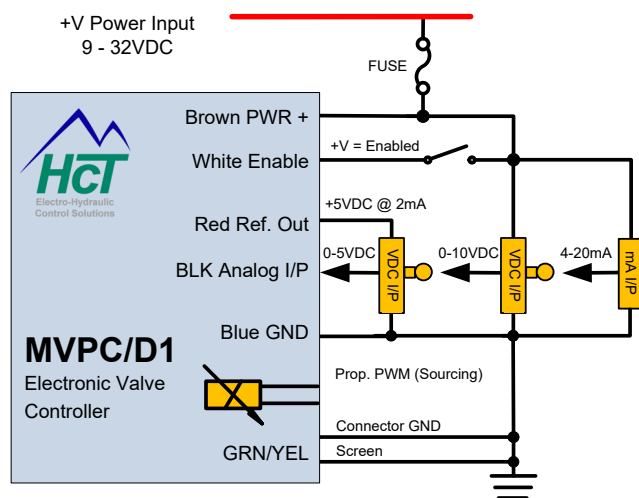 +V Power Input
9 - 32VDC
FUSE
Brown PWR +
HCT
Electro-Hydraulic
Control Solutions
White Enable
+V = Enabled
Red Ref. Out
+5VDC @ 2mA
BLK Analog I/P
0-5VDC
VDC I/P
0-10VDC
VDC I/P
4-20mA
mA I/P
Blue GND
MVPC/D1
Electronic Valve
Controller
Prop. PWM (Sourcing)
Connector GND
GRN/YEL
Screen